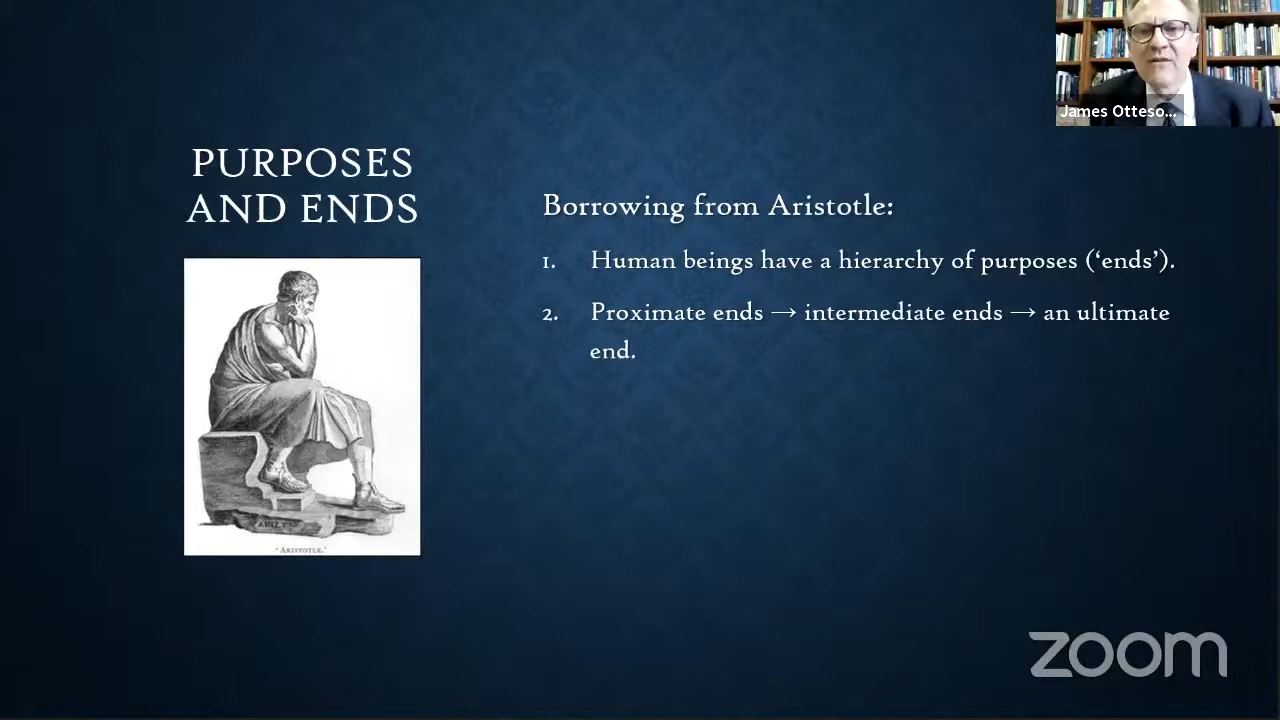 James Otteso...
PURPOSES
AND ENDS
Borrowing from Aristotle:
1. Human beings have a hierarchy of purposes (‘ends’).
2. Proximate ends → intermediate ends → an ultimate
end.
"ARISTOTLE."
zoom